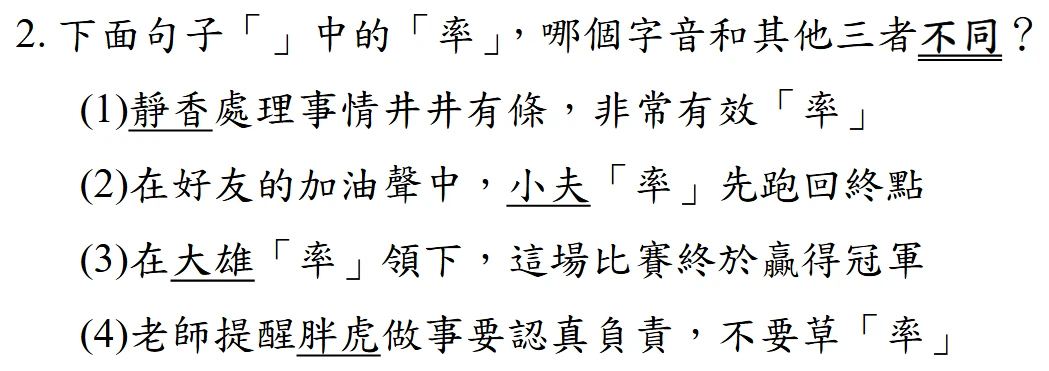 2. 下面句子「」中的「率」，哪個字音和其他三者不同？
(1)靜香處理事情井井有條，非常有效「率」
(2)在好友的加油聲中，小夫「率」先跑回終點
(3)在大雄「率」領下，這場比賽終於贏得冠軍
(4)老師提醒胖虎做事要認真負責，不要草「率」